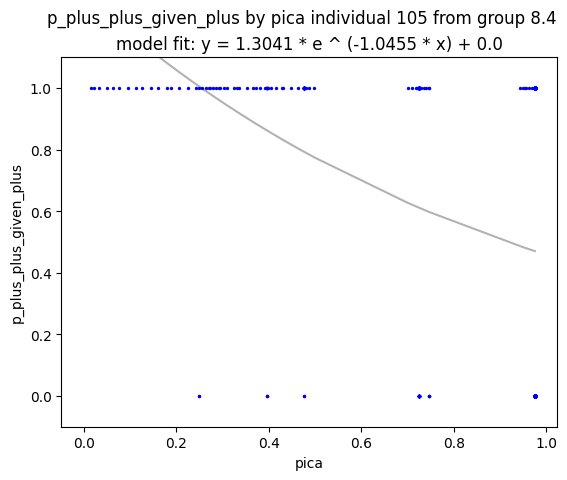 p_plus_plus_given_plus by pica individual 105 from group 8.4
model fit: y = 1.3041 * e ^ (-1.0455 * x) + 0.0
1.0
0.8
0.6
0.4
0.2
0.0
p_plus_plus_given_plus
0.0 0.2 0.4 0.6 0.8 1.0
pica